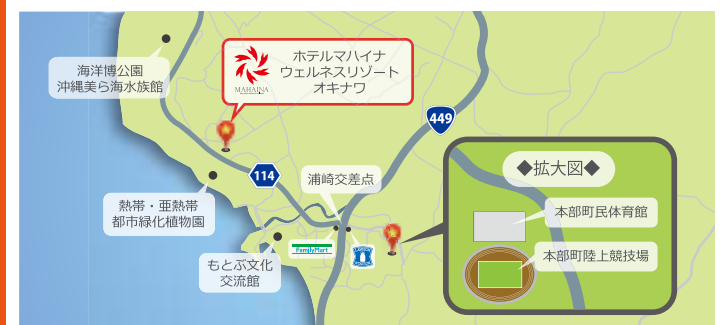 海洋博公園
沖縄美ら海水族館
MAHAINA
ホテルマハイナ
ウェルネスリゾート
オキナワ
449
114
熱帯・亜熱帯
都市緑化植物園
浦崎交差点
もとぶ文化
交流館
FamilyMart
LAWSON
◆拡大図◆
本部町民体育館
本部町陸上競技場